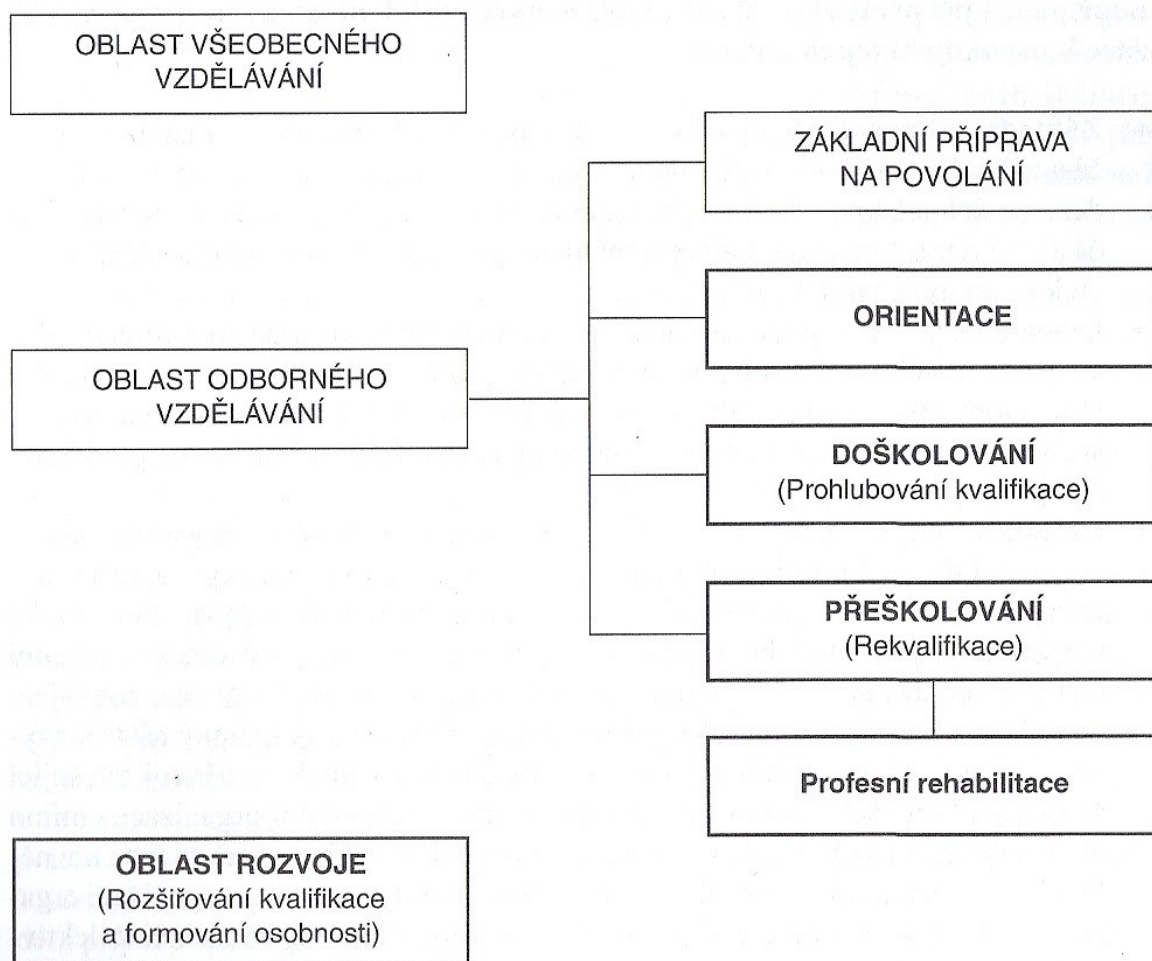 OBLAST VŠEOBECNÉHO
VZDĚLÁVÁNÍ
ZÁKLADNÍ PŘÍPRAVA
NA POVOLÁNÍ
ORIENTACE
OBLAST ODBORNÉHO
VZDĚLÁVÁNÍ
DOŠKOLOVÁNÍ
(Prohlubování kvalifikace)
PŘEŠKOLOVÁNÍ
(Rekvalifikace)
Profesní rehabilitace
OBLAST ROZVOJE
(Rozšiřování kvalifikace
a formování osobnosti)